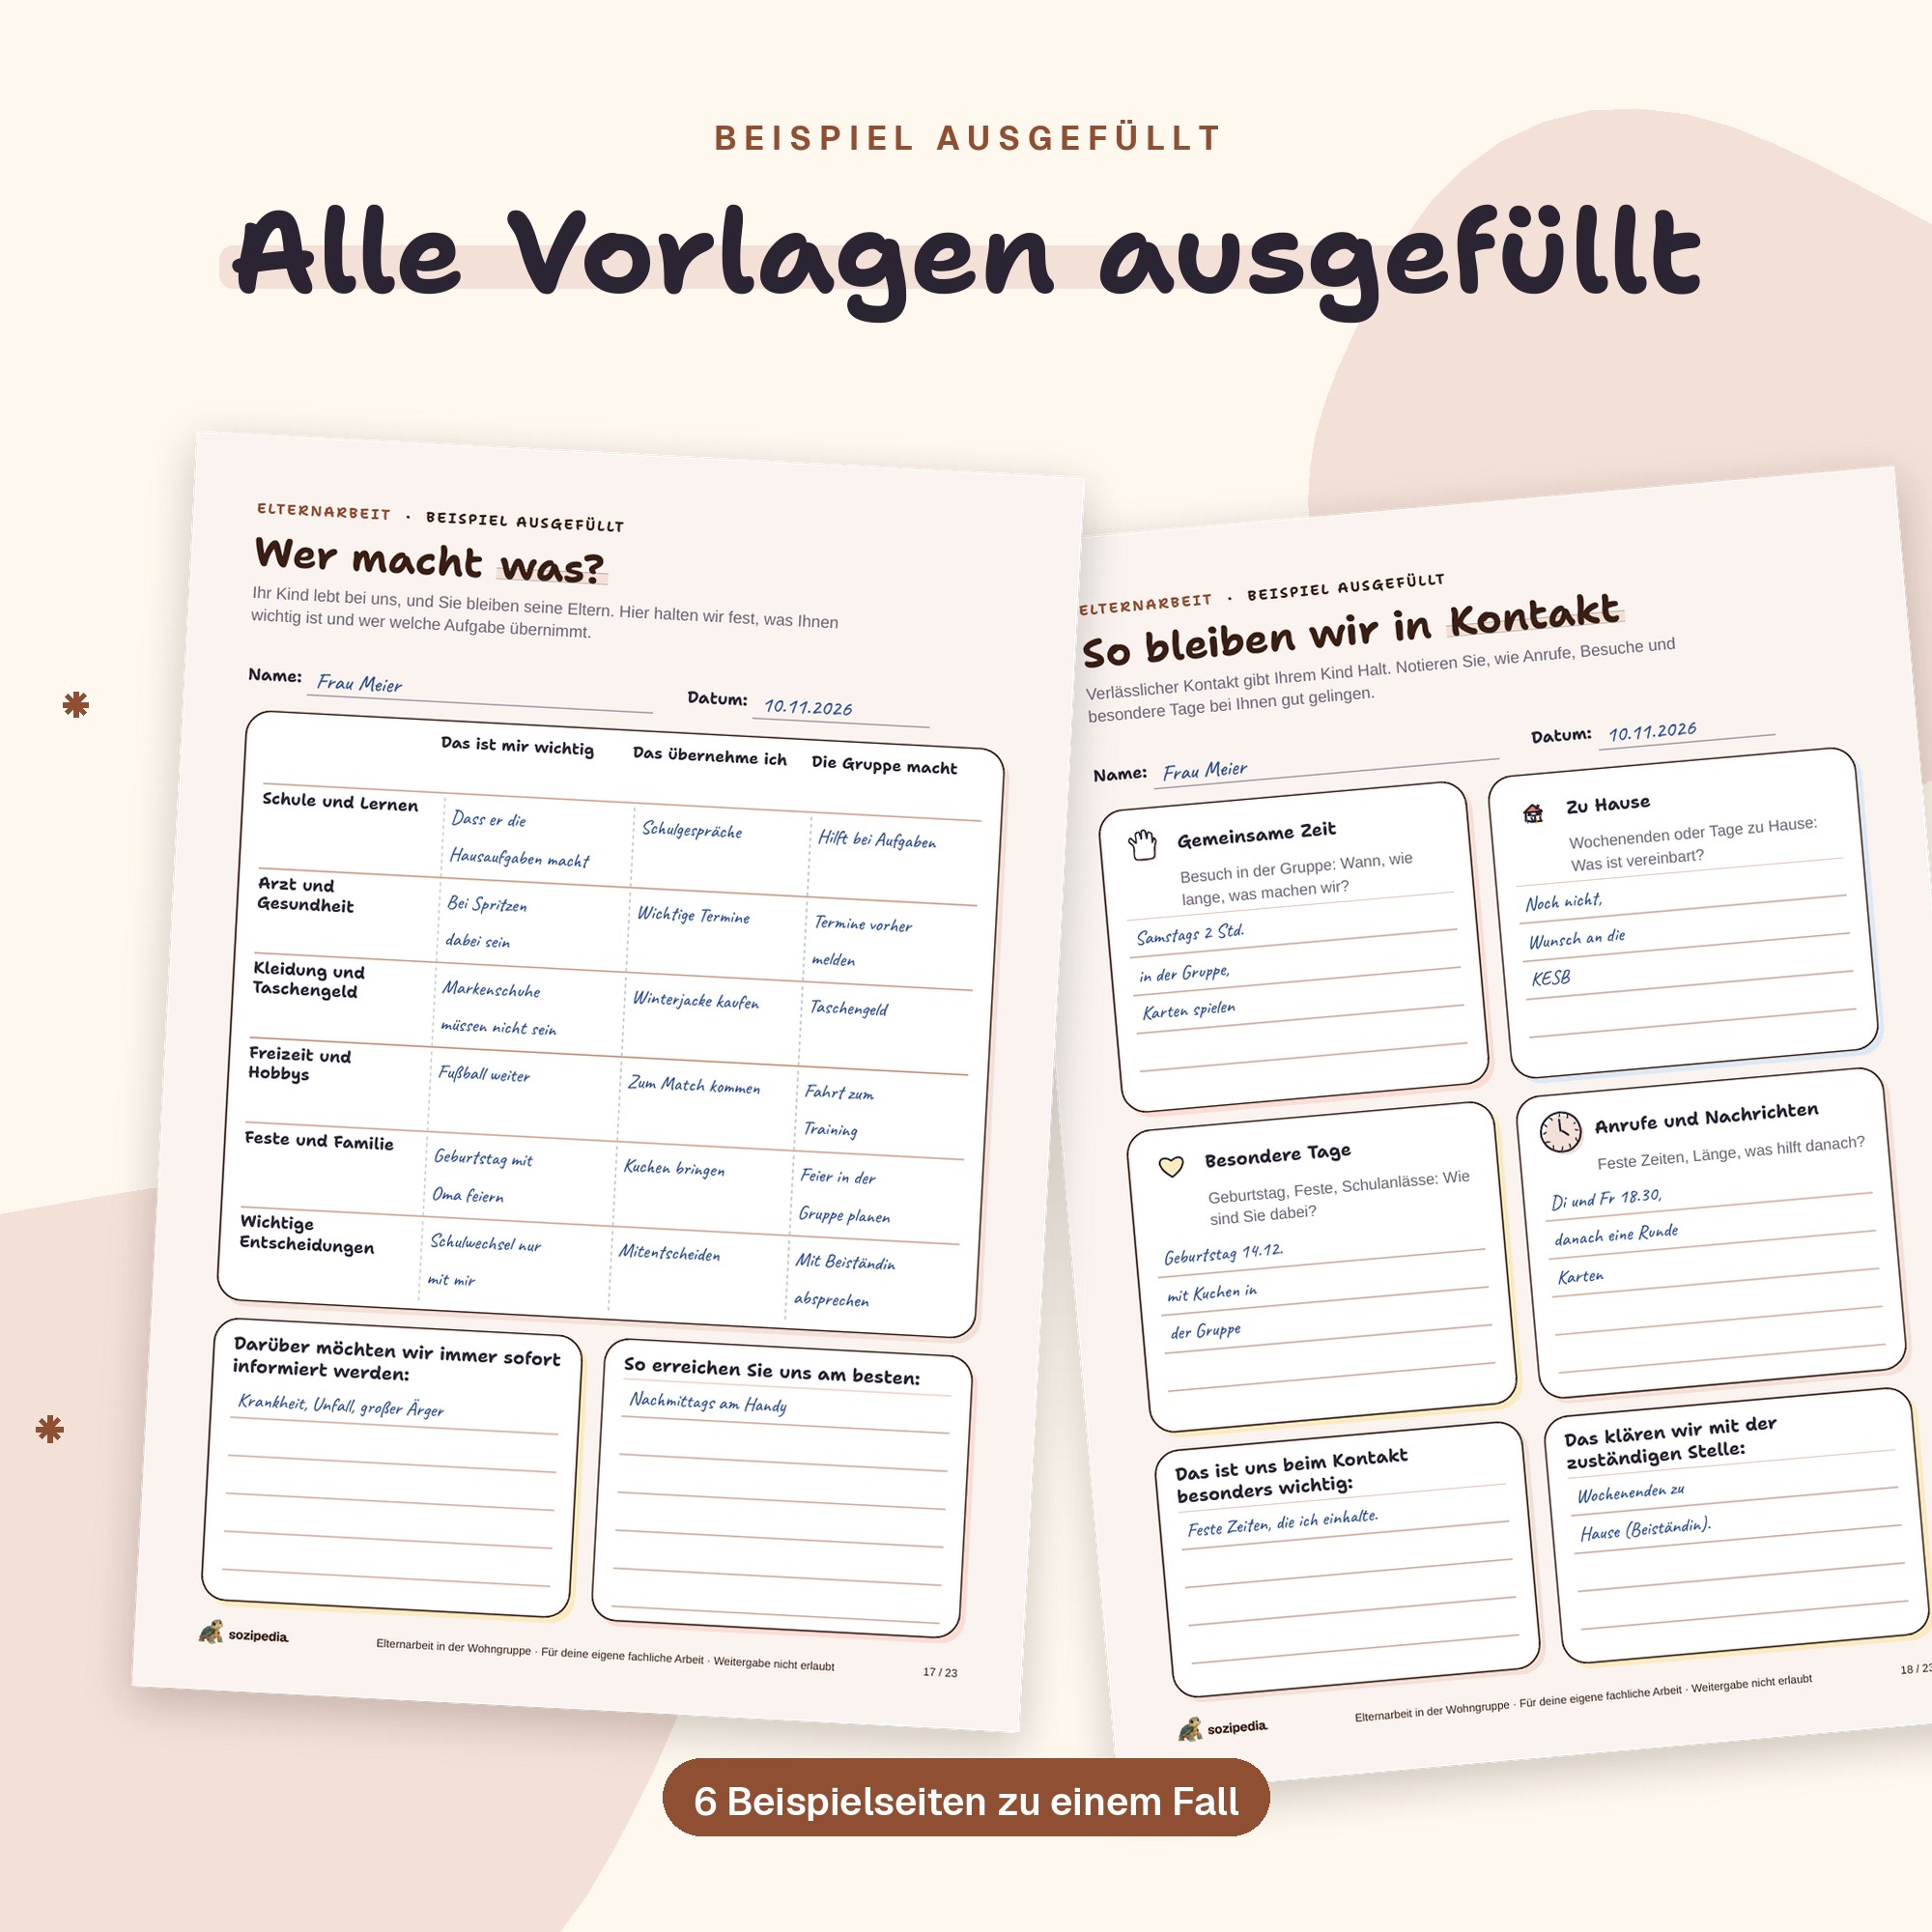 BEISPIEL AUSGEFÜLLT
Alle Vorlagen ausgefüllt
ELTERNARBEIT · BEISPIEL AUSGEFÜLLT
Wer macht was?
Ihr Kind lebt bei uns, und Sie bleiben seine Eltern. Hier halten wir fest, was Ihnen
wichtig ist und wer welche Aufgabe übernimmt.
Name: Frau Meier Datum: 10.11.2026
Das ist mir wichtig Das übernehme ich Die Gruppe macht
Schule und Lernen
Dass er die
Hausaufgaben macht
Schulgespräche
Hilft bei Aufgaben
Arzt und
Gesundheit
Bei Spritzen
dabei sein
Wichtige Termine
Termine vorher
melden
Kleidung und
Taschengeld
Markenschuhe
müssen nicht sein
Winterjacke kaufen
Taschengeld
Freizeit und
Hobbys
Fußball weiter
Zum Match kommen
Fahrt zum
Training
Feste und Familie
Geburtstag mit
Oma feiern
Kuchen bringen
Feier in der
Gruppe planen
Wichtige
Entscheidungen
Schulwechsel nur
mit mir
Mitentscheiden
Mit Beiständin
absprechen
Darüber möchten wir immer sofort
informiert werden:
Krankheit, Unfall, großer Ärger
So erreichen Sie uns am besten:
Nachmittags am Handy
sozipedia.
Elternarbeit in der Wohngruppe · Für deine eigene fachliche Arbeit · Weitergabe nicht erlaubt
17 / 23
ELTERNARBEIT · BEISPIEL AUSGEFÜLLT
So bleiben wir in Kontakt
Verlässlicher Kontakt gibt Ihrem Kind Halt. Notieren Sie, wie Anrufe, Besuche und
besondere Tage bei Ihnen gut gelingen.
Name: Frau Meier Datum: 10.11.2026
Gemeinsame Zeit
Besuch in der Gruppe: Wann, wie
lange, was machen wir?
Samstags 2 Std.
in der Gruppe,
Karten spielen
Zu Hause
Wochenenden oder Tage zu Hause:
Was ist vereinbart?
Noch nicht,
Wunsch an die
KESB
Besondere Tage
Geburtstag, Feste, Schulanlässe: Wie
sind Sie dabei?
Geburtstag 14.12.
mit Kuchen in
der Gruppe
Anrufe und Nachrichten
Feste Zeiten, Länge, was hilft danach?
Di und Fr 18.30,
danach eine Runde
Karten
Das ist uns beim Kontakt
besonders wichtig:
Feste Zeiten, die ich einhalte.
Das klären wir mit der
zuständigen Stelle:
Wochenenden zu
Hause (Beiständin).
sozipedia.
Elternarbeit in der Wohngruppe · Für deine eigene fachliche Arbeit · Weitergabe nicht erlaubt
18 / 23
6 Beispielseiten zu einem Fall